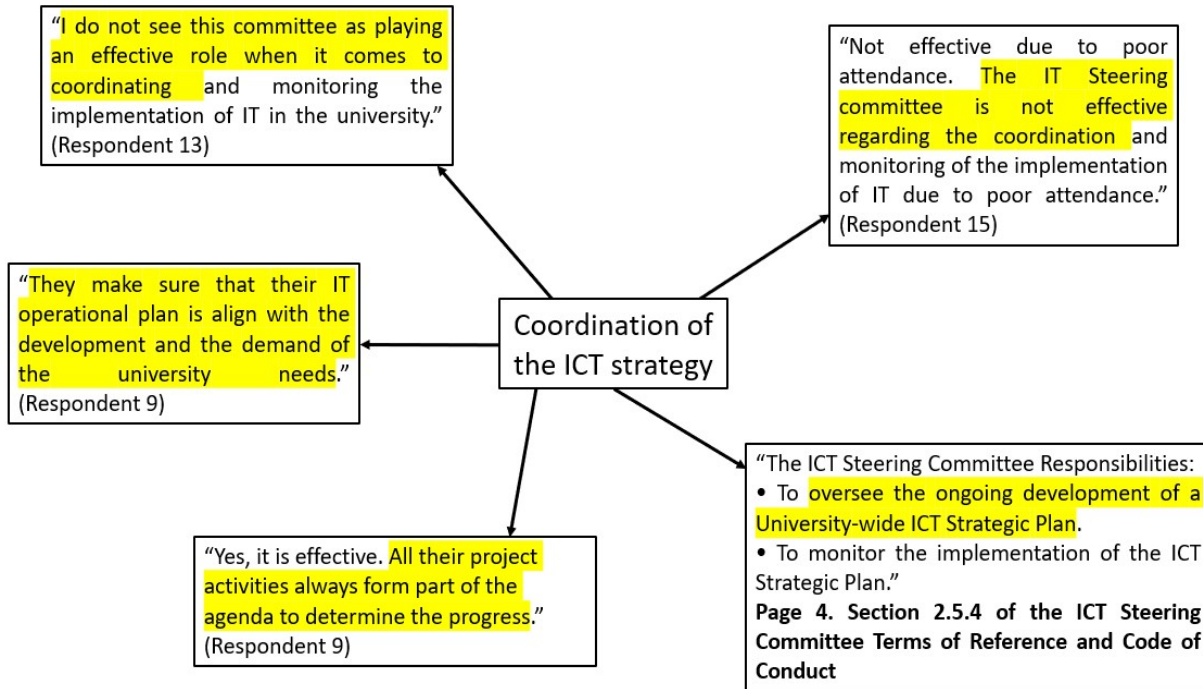 “I do not see this committee as playing
an effective role when it comes to
coordinating and monitoring the
implementation of IT in the university.”
(Respondent 13)
“Not effective due to poor
attendance. The IT Steering
committee is not effective
regarding the coordination and
monitoring of the implementation
of IT due to poor attendance.”
(Respondent 15)
“They make sure that their IT
operational plan is align with the
development and the demand of
the university needs.”
(Respondent 9)
Coordination of
the ICT strategy
“Yes, it is effective. All their project
activities always form part of the
agenda to determine the progress.”
(Respondent 9)
“The ICT Steering Committee Responsibilities:
• To oversee the ongoing development of a
University-wide ICT Strategic Plan.
• To monitor the implementation of the ICT
Strategic Plan.”
Page 4. Section 2.5.4 of the ICT Steering
Committee Terms of Reference and Code of
Conduct